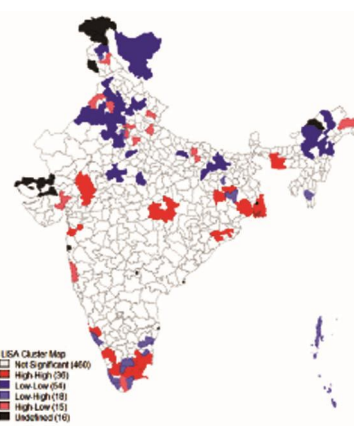 LISA Cluster Map
Not Significant (460)
High-High (36)
Low-Low (54)
Low-High (18)
High-Low (15)
Undefined (16)